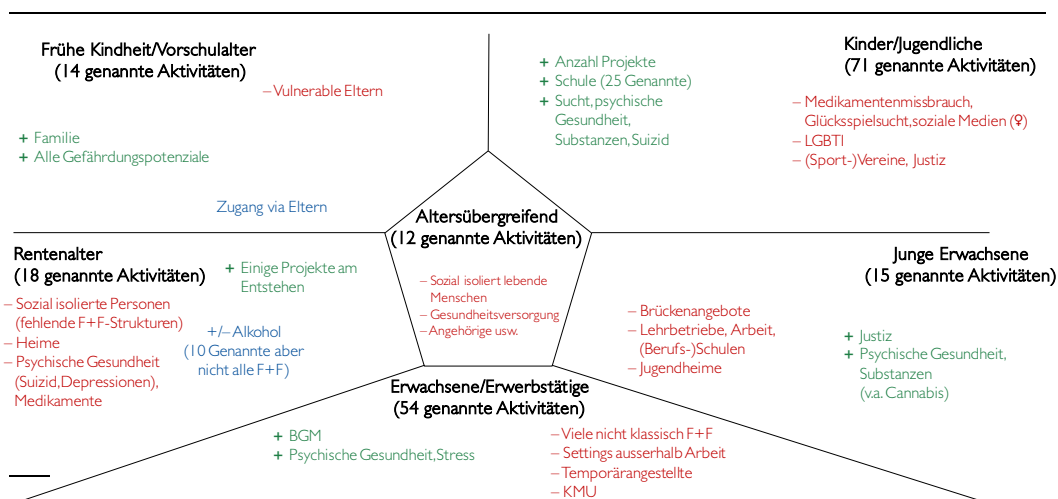 Frühe Kindheit/Vorschulalter
(14 genannte Aktivitäten)
– Vulnerable Eltern
+ Familie
+ Alle Gefährdungspotenziale
Zugang via Eltern
+ Anzahl Projekte
+ Schule (25 Genannte)
+ Sucht, psychische
Gesundheit,
Substanzen, Suizid
Kinder/Jugendliche
(71 genannte Aktivitäten)
– Medikamentenmissbrauch,
Glücksspielsucht, soziale Medien (♀)
– LGBTI
– (Sport-)Vereine, Justiz
Altersübergreifend
(12 genannte Aktivitäten)
– Sozial isoliert lebende
Menschen
– Gesundheitsversorgung
– Angehörige usw.
Rentenalter
(18 genannte Aktivitäten)
+ Einige Projekte am
Entstehen
– Sozial isolierte Personen
(fehlende F+F-Strukturen)
– Heime
– Psychische Gesundheit
(Suizid, Depressionen),
Medikamente
+/– Alkohol
(10 Genannte aber
nicht alle F+F)
Junge Erwachsene
(15 genannte Aktivitäten)
– Brückenangebote
– Lehrbetriebe, Arbeit,
(Berufs-)Schulen
– Jugendheime
+ Justiz
+ Psychische Gesundheit,
Substanzen
(v.a. Cannabis)
Erwachsene/Erwerbstätige
(54 genannte Aktivitäten)
+ BGM
+ Psychische Gesundheit, Stress
– Viele nicht klassisch F+F
– Settings ausserhalb Arbeit
– Temporärangestellte
– KMU